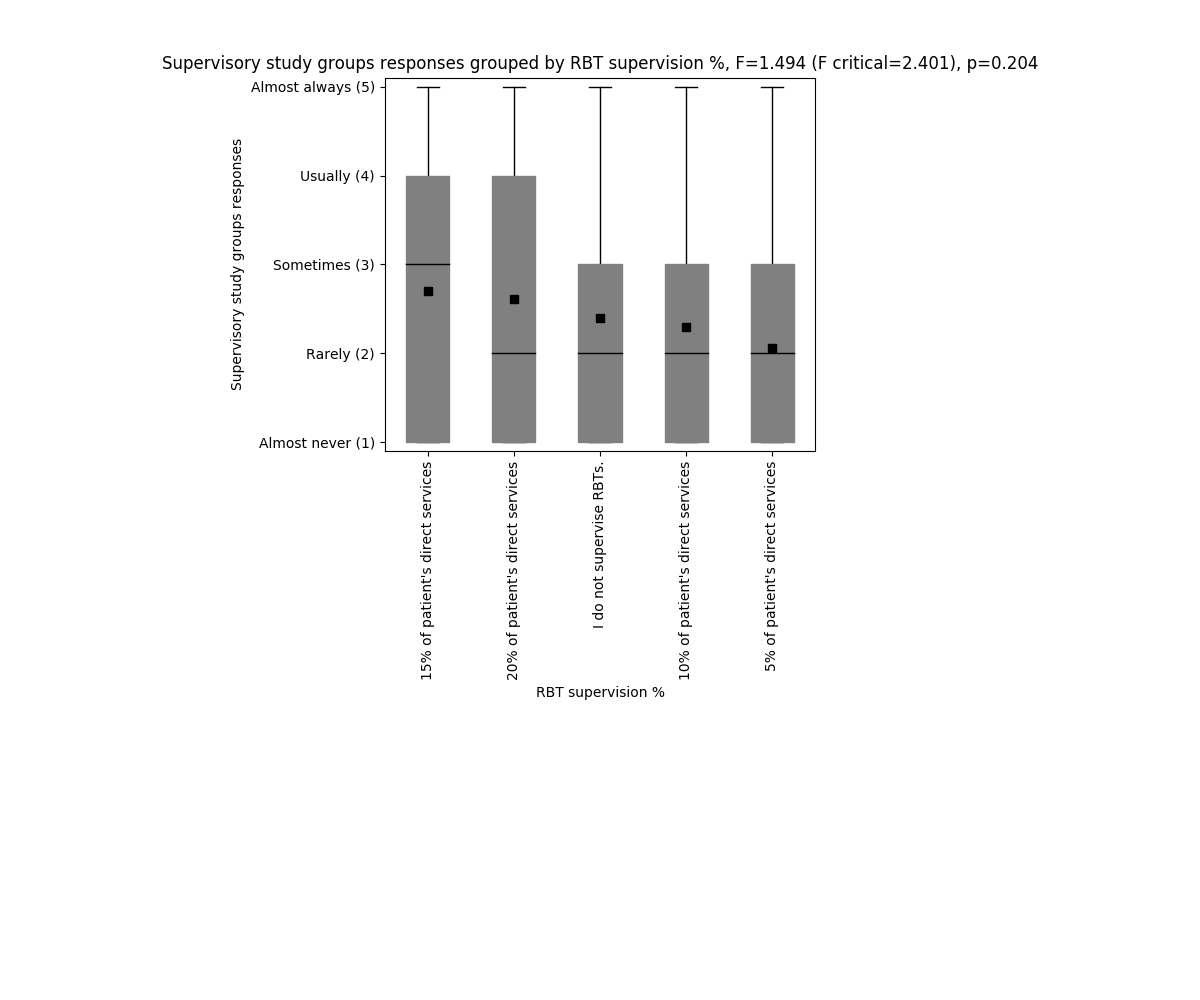 Supervisory study groups responses grouped by RBT supervision %, F=1.494 (F critical=2.401), p=0.204
Supervisory study groups responses
Almost always (5)
Usually (4)
Sometimes (3)
Rarely (2)
Almost never (1)
15% of patient's direct services
20% of patient's direct services
I do not supervise RBTs.
10% of patient's direct services
5% of patient's direct services
RBT supervision %